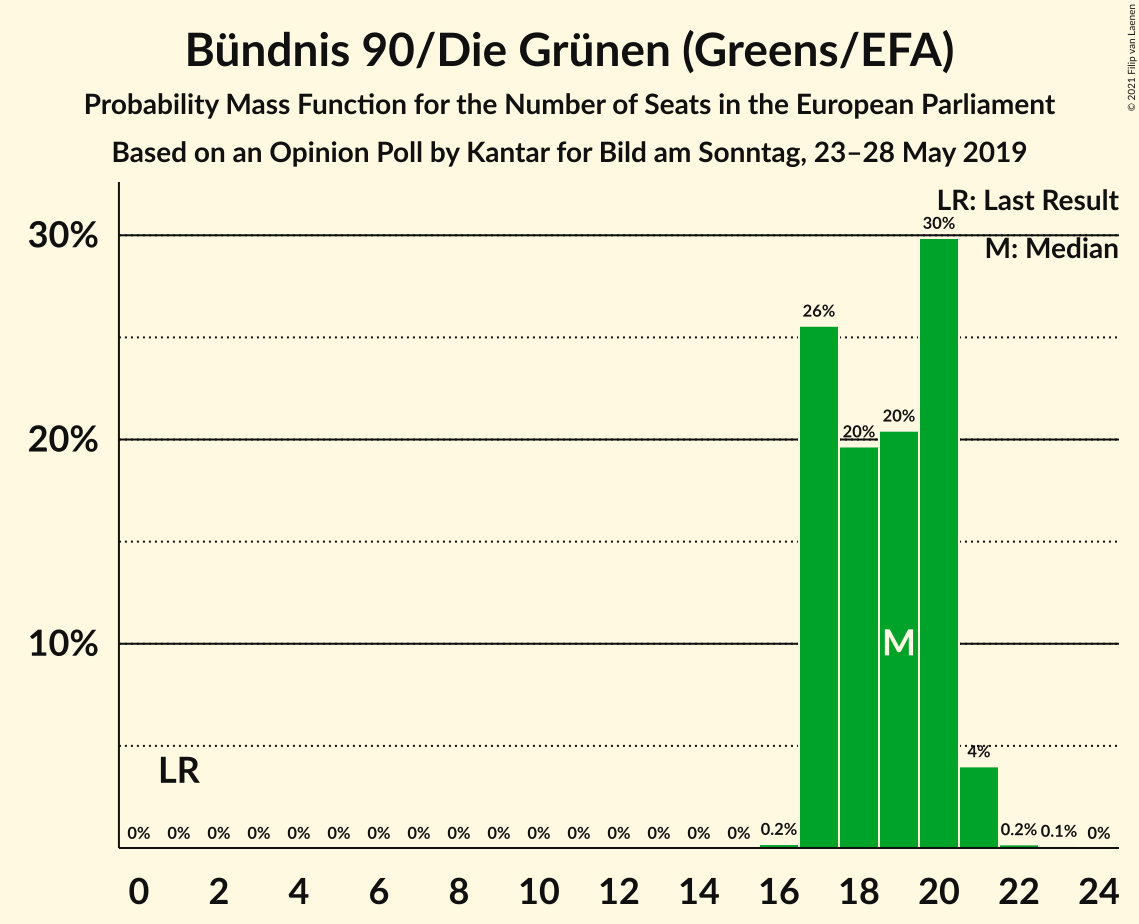 © 2021 Filip van Laenen
Bündnis 90/Die Grünen (Greens/EFA)
Probability Mass Function for the Number of Seats in the European Parliament
Based on an Opinion Poll by Kantar for Bild am Sonntag, 23–28 May 2019
LR: Last Result
M: Median
30%
20%
10%
30%
26%
20%
20%
M
4%
LR
0% 0% 0% 0% 0% 0% 0% 0% 0% 0% 0% 0% 0% 0% 0% 0% 0.2% 0.2% 0.1% 0%
0 2 4 6 8 10 12 14 16 18 20 22 24